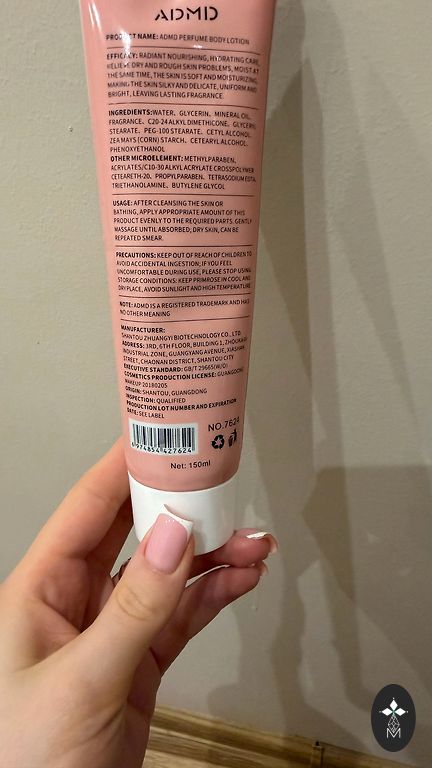 ADMD
PRODUCT NAME: ADMD PERFUME BODY LOTION
EFFICACY: RADIANT NOURISHING, HYDRATING CARE,
RELIEVE DRY AND ROUGH SKIN PROBLEMS, MOIST AT
THE SAME TIME, THE SKIN IS SOFT AND MOISTURIZING,
MAKING THE SKIN SILKY AND DELICATE, UNIFORM AND
BRIGHT, LEAVING LASTING FRAGRANCE.
INGREDIENTS: WATER, GLYCERIN, MINERAL OIL,
FRAGRANCE, C20-24 ALKYL DIMETHICONE, GLYCERYL
STEARATE, PEG-100 STEARATE, CETYL ALCOHOL,
ZEA MAYS (CORN) STARCH, CETEARYL ALCOHOL,
PHENOXYETHANOL
OTHER MICROELEMENT: METHYLPARABEN,
ACRYLATES/C10-30 ALKYL ACRYLATE CROSSPOLYMER
CETEARETH-20, PROPYLPARABEN, TETRASODIUM EDTA,
TRIETHANOLAMINE, BUTYLENE GLYCOL
USAGE: AFTER CLEANSING THE SKIN OR
BATHING, APPLY APPROPRIATE AMOUNT OF THIS
PRODUCT EVENLY TO THE REQUIRED PARTS, GENTLY
MASSAGE UNTIL ABSORBED; DRY SKIN, CAN BE
REPEATED SMEAR.
PRECAUTIONS: KEEP OUT OF REACH OF CHILDREN TO
AVOID ACCIDENTAL INGESTION; IF YOU FEEL
UNCOMFORTABLE DURING USE, PLEASE STOP USING
STORAGE CONDITIONS: KEEP PRIMROSE IN COOL AND
DRY PLACE, AVOID SUNLIGHT AND HIGH TEMPERATURE
NOTE: ADMD IS A REGISTERED TRADEMARK AND HAS
NO OTHER MEANING
MANUFACTURER:
SHANTOU ZHUANGYI BIOTECHNOLOGY CO., LTD.
ADDRESS: 3RD, 6TH FLOOR, BUILDING 1, ZHOUKAO
INDUSTRIAL ZONE, GUANGYANG AVENUE, XIASHAN
STREET, CHAONAN DISTRICT, SHANTOU CITY
EXECUTIVE STANDARD: GB/T 29665(W/O)
COSMETICS PRODUCTION LICENSE: GUANGDONG
MAKEUP 20180205
ORIGIN: SHANTOU, GUANGDONG
INSPECTION: QUALIFIED
PRODUCTION LOT NUMBER AND EXPIRATION
DATE: SEE LABEL
NO.7624
6 974854 427624
Net: 150ml
M